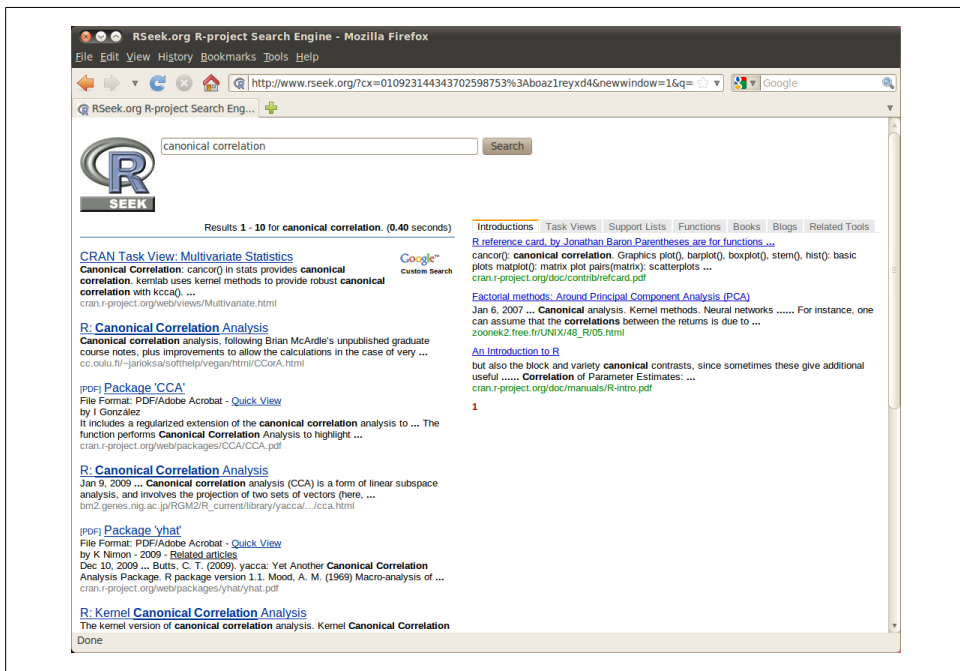 RSeek.org R-project Search Engine - Mozilla Firefox
File Edit View History Bookmarks Tools Help
http://www.rseek.org/?cx=010923144343702598753%3Aboaz1reyxd4&newwindow=1&q=
Google
RSeek.org R-project Search Eng...
R
SEEK
canonical correlation
Search
Results 1 - 10 for canonical correlation. (0.40 seconds)
CRAN Task View: Multivariate Statistics
Canonical Correlation: cancor() in stats provides canonical
correlation. kernlab uses kernel methods to provide robust canonical
correlation with kcca(). ...
cran.r-project.org/web/views/Multivariate.html
Google™
Custom Search
R: Canonical Correlation Analysis
Canonical correlation analysis, following Brian McArdle's unpublished graduate
course notes, plus improvements to allow the calculations in the case of very ...
cc.oulu.fi/~jarioksa/softhelp/vegan/html/CCorA.html
[PDF] Package 'CCA'
File Format: PDF/Adobe Acrobat - Quick View
by I González
It includes a regularized extension of the canonical correlation analysis to ... The
function performs Canonical Correlation Analysis to highlight ...
cran.r-project.org/web/packages/CCA/CCA.pdf
R: Canonical Correlation Analysis
Jan 9, 2009 ... Canonical correlation analysis (CCA) is a form of linear subspace
analysis, and involves the projection of two sets of vectors (here, ...
bm2.genes.nig.ac.jp/RGM2/R_current/library/yacca/.../cca.html
[PDF] Package 'yhat'
File Format: PDF/Adobe Acrobat - Quick View
by K Nimon - 2009 - Related articles
Dec 10, 2009 ... Butts, C. T. (2009). yacca: Yet Another Canonical Correlation
Analysis Package. R package version 1.1. Mood, A. M. (1969) Macro-analysis of ...
cran.r-project.org/web/packages/yhat/yhat.pdf
R: Kernel Canonical Correlation Analysis
The kernel version of canonical correlation analysis. Kernel Canonical Correlation
Introductions Task Views Support Lists Functions Books Blogs Related Tools
R reference card, by Jonathan Baron Parentheses are for functions ...
cancor(): canonical correlation. Graphics plot(), barplot(), boxplot(), stem(), hist(): basic
plots matplot(): matrix plot pairs(matrix): scatterplots ...
cran.r-project.org/doc/contrib/refcard.pdf
Factorial methods: Around Principal Component Analysis (PCA)
Jan 6, 2007 ... Canonical analysis. Kernel methods. Neural networks ...... For instance, one
can assume that the correlations between the returns is due to ...
zoonek2.free.fr/UNIX/48_R/05.html
An Introduction to R
but also the block and variety canonical contrasts, since sometimes these give additional
useful ...... Correlation of Parameter Estimates: ...
cran.r-project.org/doc/manuals/R-intro.pdf
1
Done